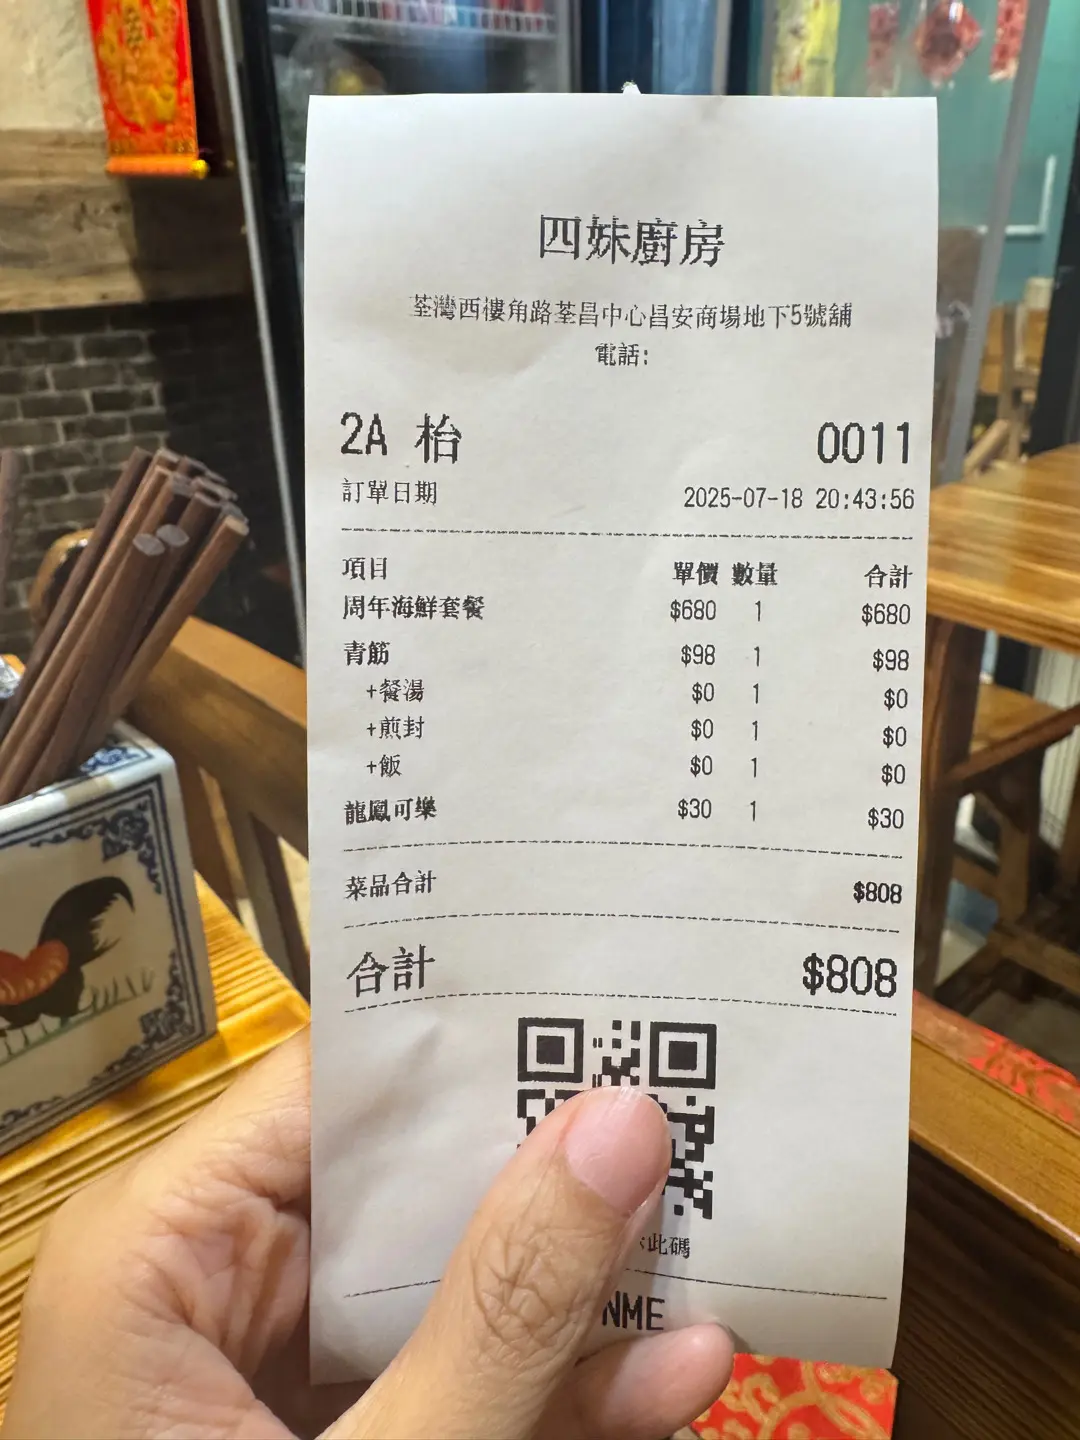 四妹廚房
荃灣西樓角路荃昌中心昌安商場地下5號舖
電話:
2A 枱 0011
訂單日期 2025-07-18 20:43:56
項目 單價 數量 合計
周年海鮮套餐 $680 1 $680
青筋 $98 1 $98
+餐湯 $0 1 $0
+煎封 $0 1 $0
+飯 $0 1 $0
龍鳳可樂 $30 1 $30
菜品合計 $808
合計 $808
此碼
NME